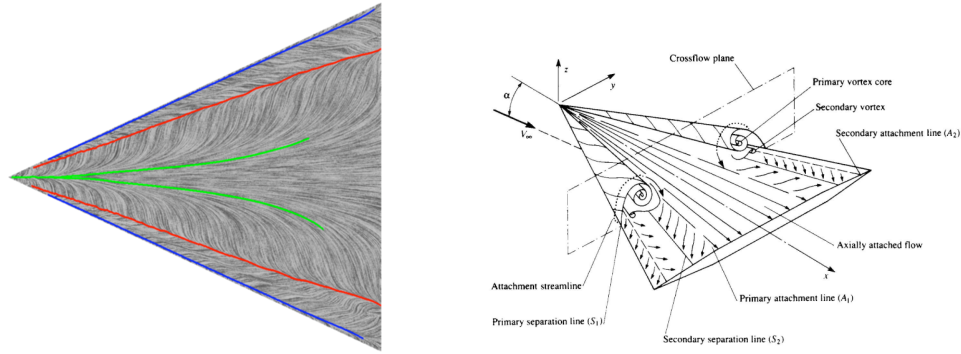 Crossflow plane
z
y
Primary vortex core
α
Secondary vortex
V∞
Secondary attachment line (A2)
Axially attached flow
x
Attachment streamline
Primary attachment line (A1)
Primary separation line (S1)
Secondary separation line (S2)